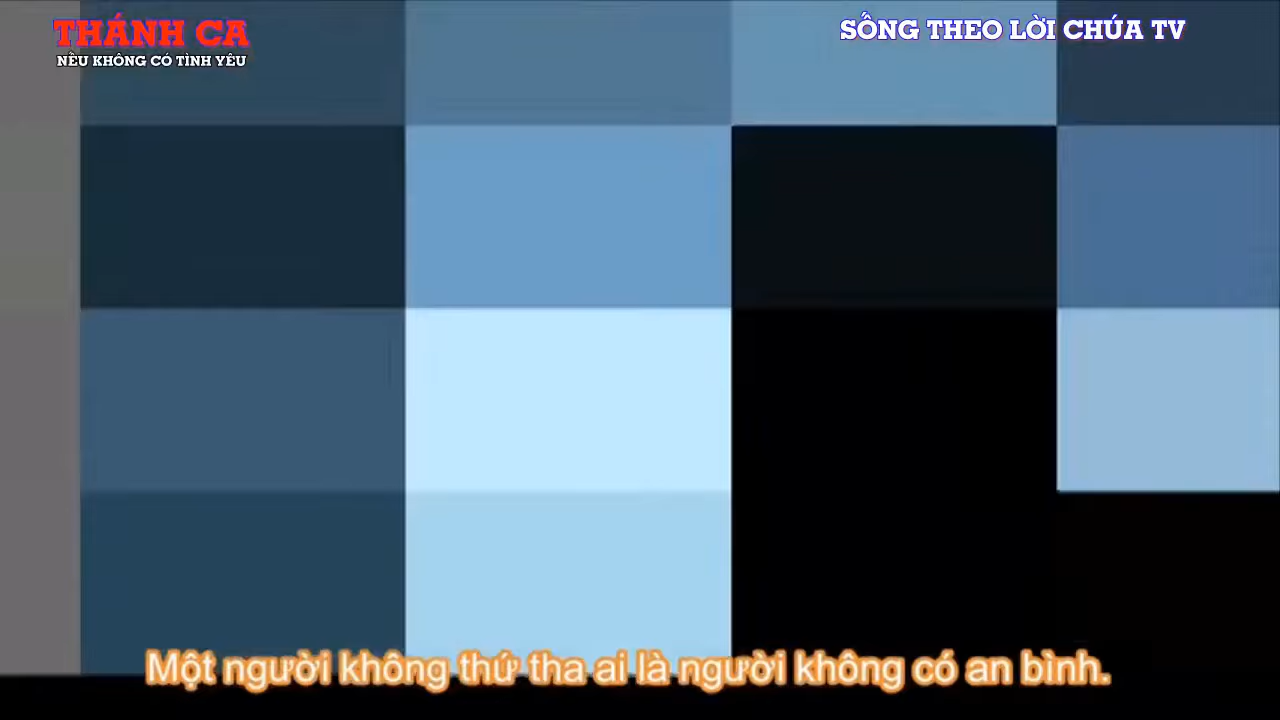 THÁNH CA
NẾU KHÔNG CÓ TÌNH YÊU
SỐNG THEO LỜI CHÚA TV
Một người không thứ tha ai là người không có an bình.